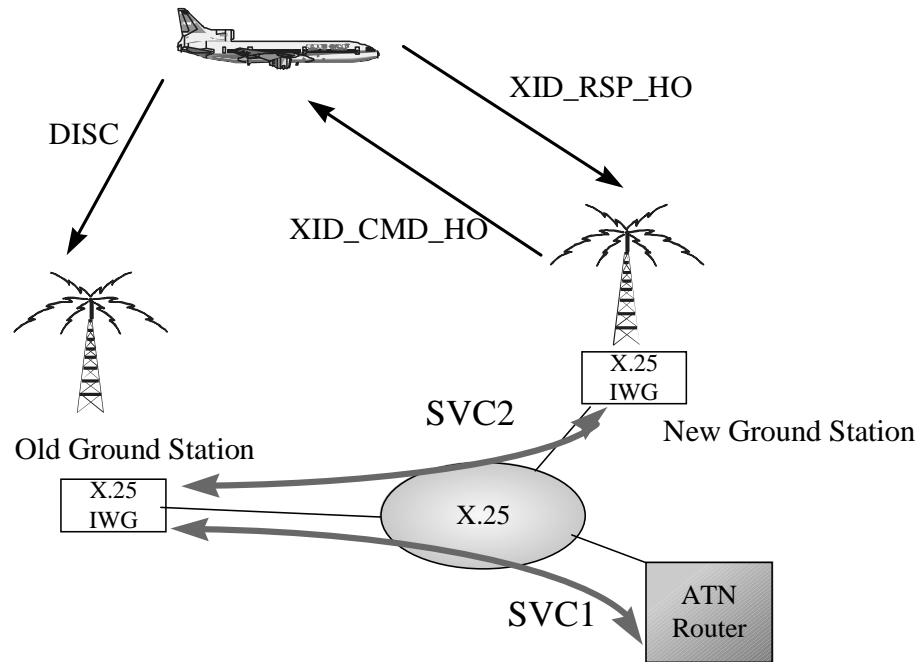 XID_RSP_HO
DISC
XID_CMD_HO
X.25
IWG
SVC2
New Ground Station
Old Ground Station
X.25
IWG
X.25
SVC1
ATN
Router